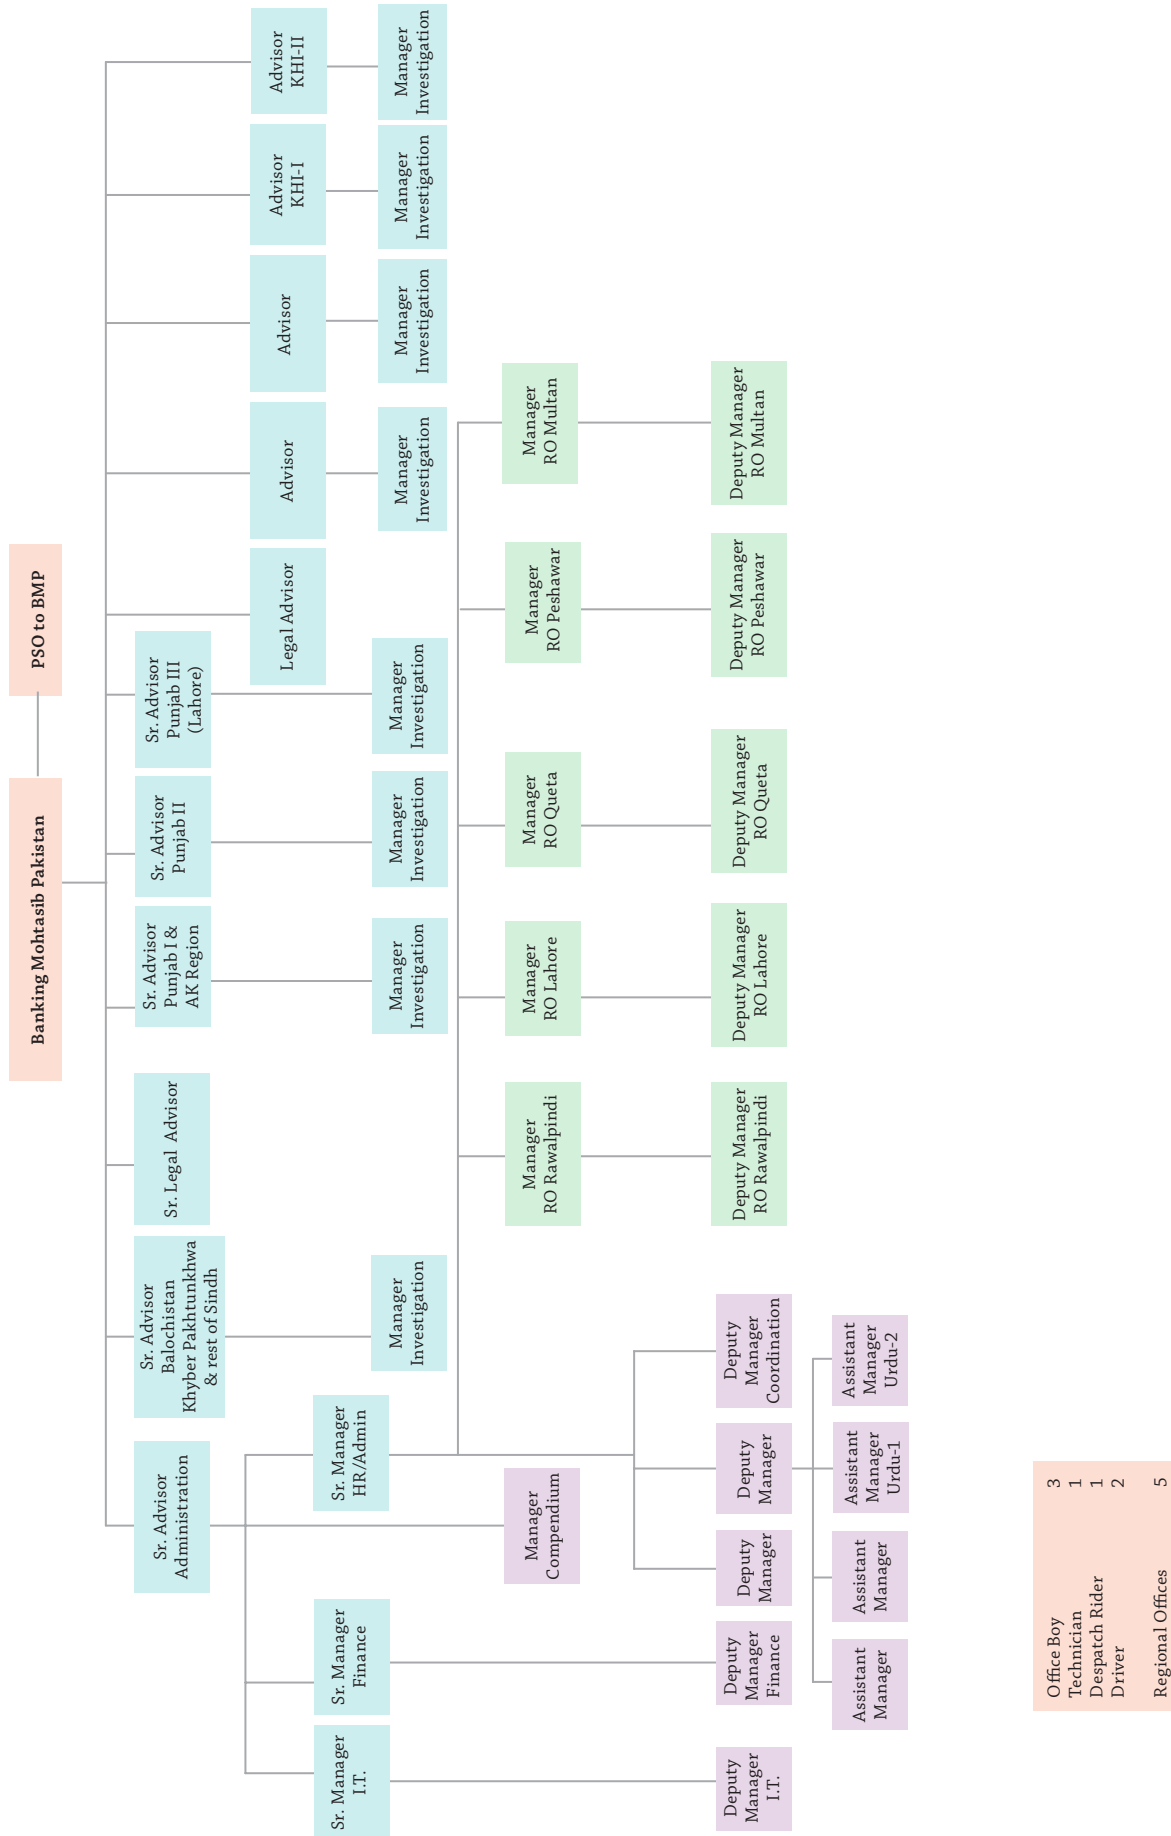 Banking Mohtasib Pakistan
PSO to BMP
Sr. Advisor
Administration
Sr. Advisor
Balochistan
Khyber Pakhtunkhwa
& rest of Sindh
Sr. Legal Advisor
Sr. Advisor
Punjab I &
AK Region
Sr. Advisor
Punjab II
Sr. Advisor
Punjab III
(Lahore)
Legal Advisor
Advisor
Advisor
Advisor
KHI-I
Advisor
KHI-II
Sr. Manager
I.T.
Sr. Manager
Finance
Sr. Manager
HR/Admin
Manager
Investigation
Manager
Investigation
Manager
Investigation
Manager
Investigation
Manager
Investigation
Manager
Investigation
Manager
Investigation
Manager
Investigation
Manager
Compendium
Manager
RO Rawalpindi
Manager
RO Lahore
Manager
RO Queta
Manager
RO Peshawar
Manager
RO Multan
Deputy
Manager
I.T.
Deputy
Manager
Finance
Deputy
Manager
Deputy
Manager
Deputy
Manager
Coordination
Deputy Manager
RO Rawalpindi
Deputy Manager
RO Lahore
Deputy Manager
RO Queta
Deputy Manager
RO Peshawar
Deputy Manager
RO Multan
Assistant
Manager
Assistant
Manager
Assistant
Manager
Urdu-1
Assistant
Manager
Urdu-2
Office Boy 3
Technician 1
Despatch Rider 1
Driver 2
Regional Offices 5